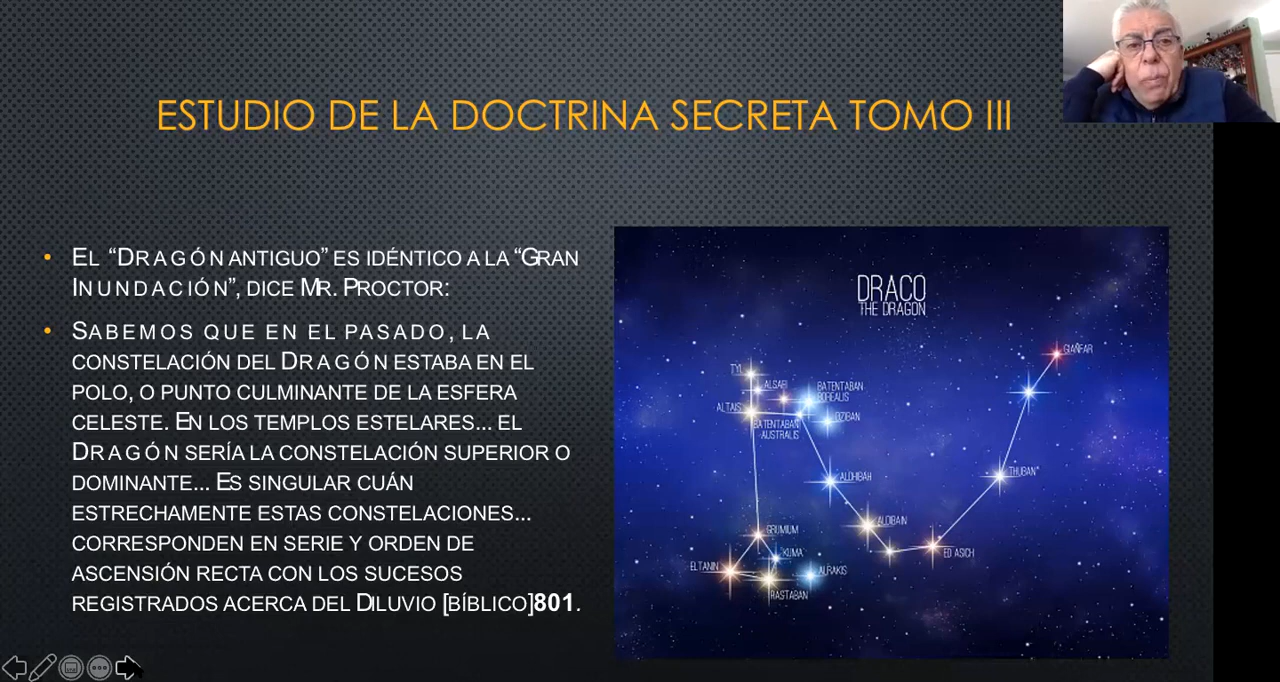 ESTUDIO DE LA DOCTRINA SECRETA TOMO III
• EL “DRAGÓN ANTIGUO” ES IDÉNTICO A LA “GRAN
INUNDACIÓN”, DICE MR. PROCTOR:
• SABEMOS QUE EN EL PASADO, LA
CONSTELACIÓN DEL DRAGÓN ESTABA EN EL
POLO, O PUNTO CULMINANTE DE LA ESFERA
CELESTE. EN LOS TEMPLOS ESTELARES... EL
DRAGÓN SERÍA LA CONSTELACIÓN SUPERIOR O
DOMINANTE... ES SINGULAR CUÁN
ESTRECHAMENTE ESTAS CONSTELACIONES...
CORRESPONDEN EN SERIE Y ORDEN DE
ASCENSIÓN RECTA CON LOS SUCESOS
REGISTRADOS ACERCA DEL DILUVIO [BÍBLICO]801.
DRACO
THE DRAGON
GIANFAR
TYL
ALSAFI
BATENTABAN
BOREALIS
ALTAIS
DZIBAN
BATENTABAN
AUSTRALIS
THUBAN
ALDHIBAH
ALDIBAIN
GRUMIUM
ED ASICH
KUMA
ELTANIN
ALRAKIS
RASTABAN